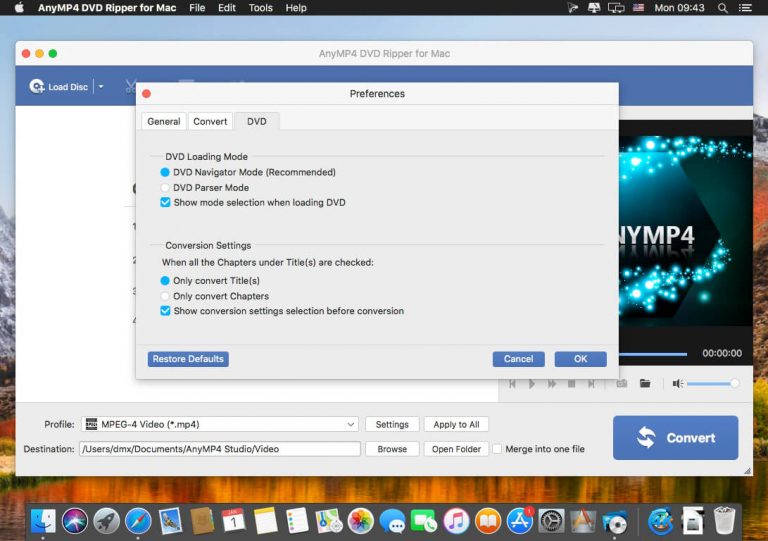 AnyMP4 DVD Ripper for Mac File Edit Tools Help Mon 09:43
AnyMP4 DVD Ripper for Mac
Load Disc
Preferences
General Convert DVD
DVD Loading Mode
DVD Navigator Mode (Recommended)
DVD Parser Mode
Show mode selection when loading DVD
Conversion Settings
When all the Chapters under Title(s) are checked:
Only convert Title(s)
Only convert Chapters
Show conversion settings selection before conversion
Restore Defaults Cancel OK
NYMP4
00:00:00
Profile: MPEG-4 Video (*.mp4) Settings Apply to All
Convert
Destination: /Users/dmx/Documents/AnyMP4 Studio/Video Browse Open Folder Merge into one file
JAN
1
1